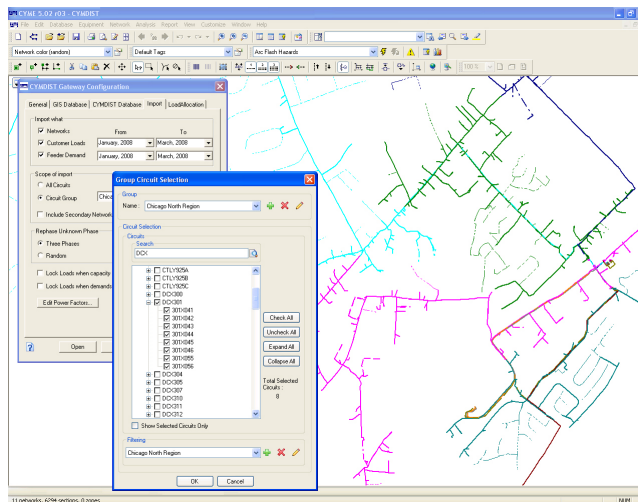 CYME 5.02 r03 - CYMDIST
File Edit Database Equipment Network Analysis Report View Customize Window Help
Network color (random) Default Tags Arc Flash Hazards
100 %
CYMDIST Gateway Configuration
General GIS Database CYMDIST Database Import LoadAllocation
Import what
Networks From To
Customer Loads January, 2008 March, 2008
Feeder Demand January, 2008 March, 2008
Scope of import
All Circuits
Circuit Group Chica
Include Secondary Network
Rephase Unknown Phase
Three Phases
Random
Lock Loads when capacity
Lock Loads when demands
Edit Power Factors...
? Open
Group Circuit Selection
Group
Name : Chicago North Region
Circuit Selection
Circuits
Search
DCX
CTLY925A
CTLY925B
CTLY925C
DCX300
DCX301
301X041
301X042
301X043
301X044
301X045
301X046
301X055
301X056
DCX304
DCX305
DCX307
DCX310
DCX311
DCX312
Check All
Uncheck All
Expand All
Collapse All
Total Selected
Circuits :
8
Show Selected Circuits Only
Filtering
Chicago North Region
OK Cancel
11 networks, 6294 sections, 0 zones NUM